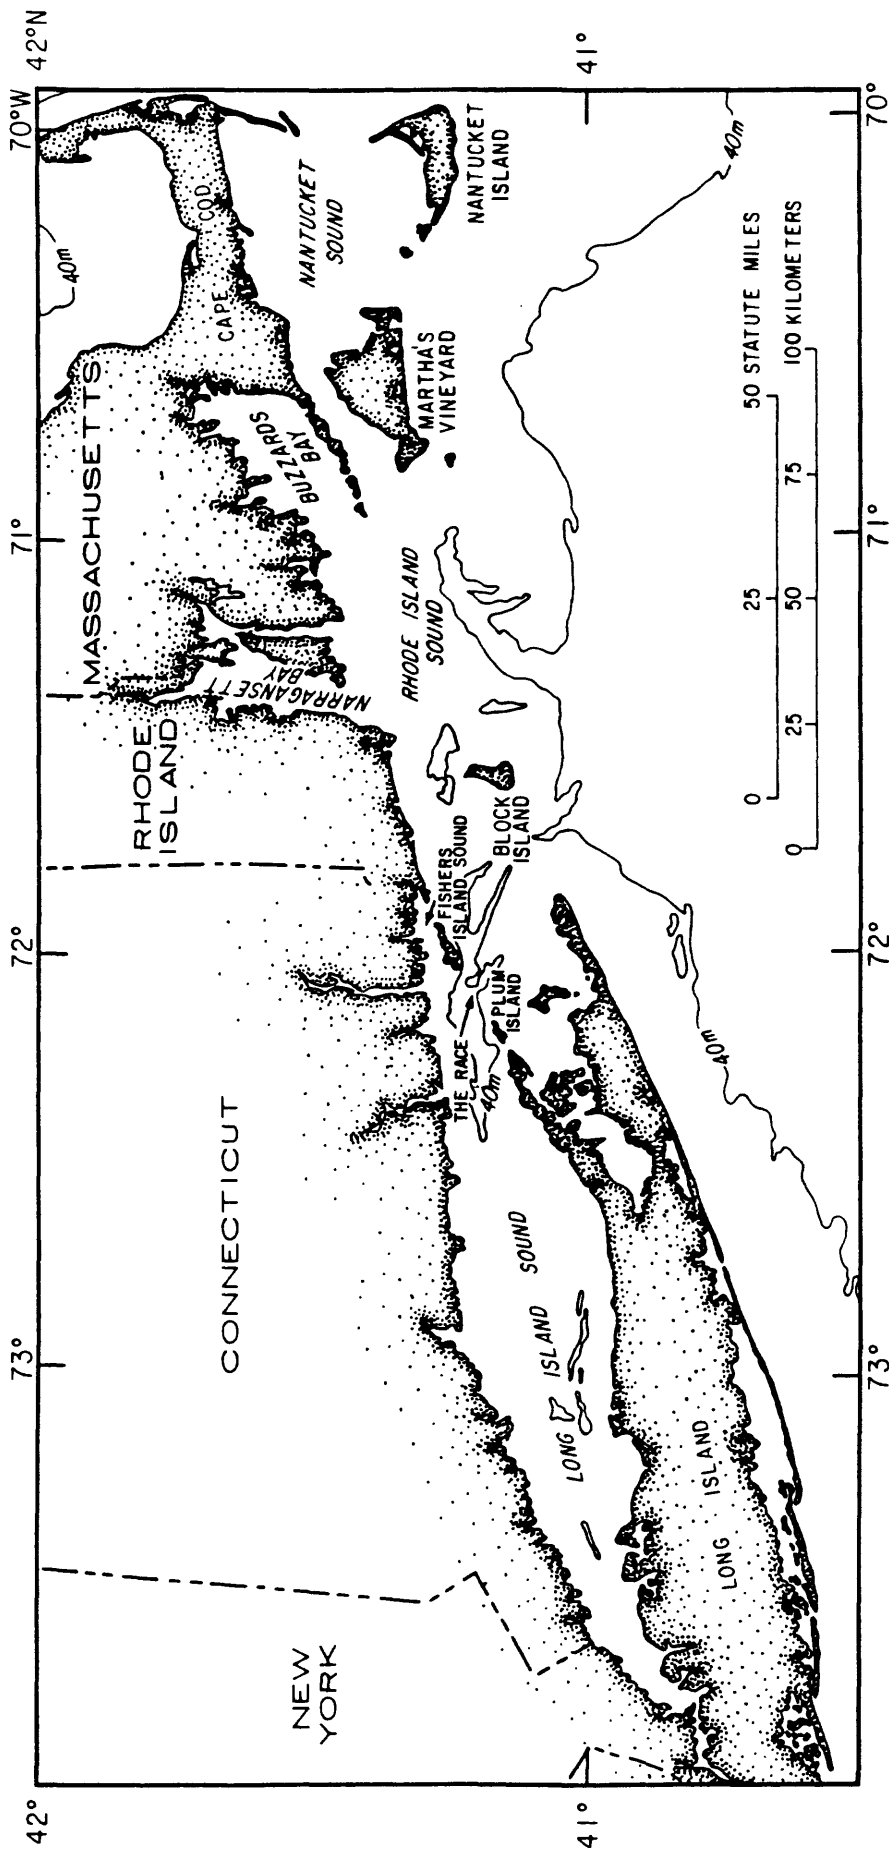 42°
73°
72°
71°
70°W
42°N
NEW
YORK
CONNECTICUT
RHODE
ISLAND
MASSACHUSETTS
CAPE COD
NARRAGANSETT
BAY
BUZZARDS
BAY
NANTUCKET
SOUND
40m
41°
41°
LONG ISLAND SOUND
THE RACE
40m
FISHERS
ISLAND SOUND
PLUM
ISLAND
BLOCK
ISLAND
RHODE ISLAND
SOUND
MARTHA'S
VINEYARD
NANTUCKET
ISLAND
LONG ISLAND
40m
40m
0 25 50 STATUTE MILES
0 25 50 75 100 KILOMETERS
73°
72°
71°
70°